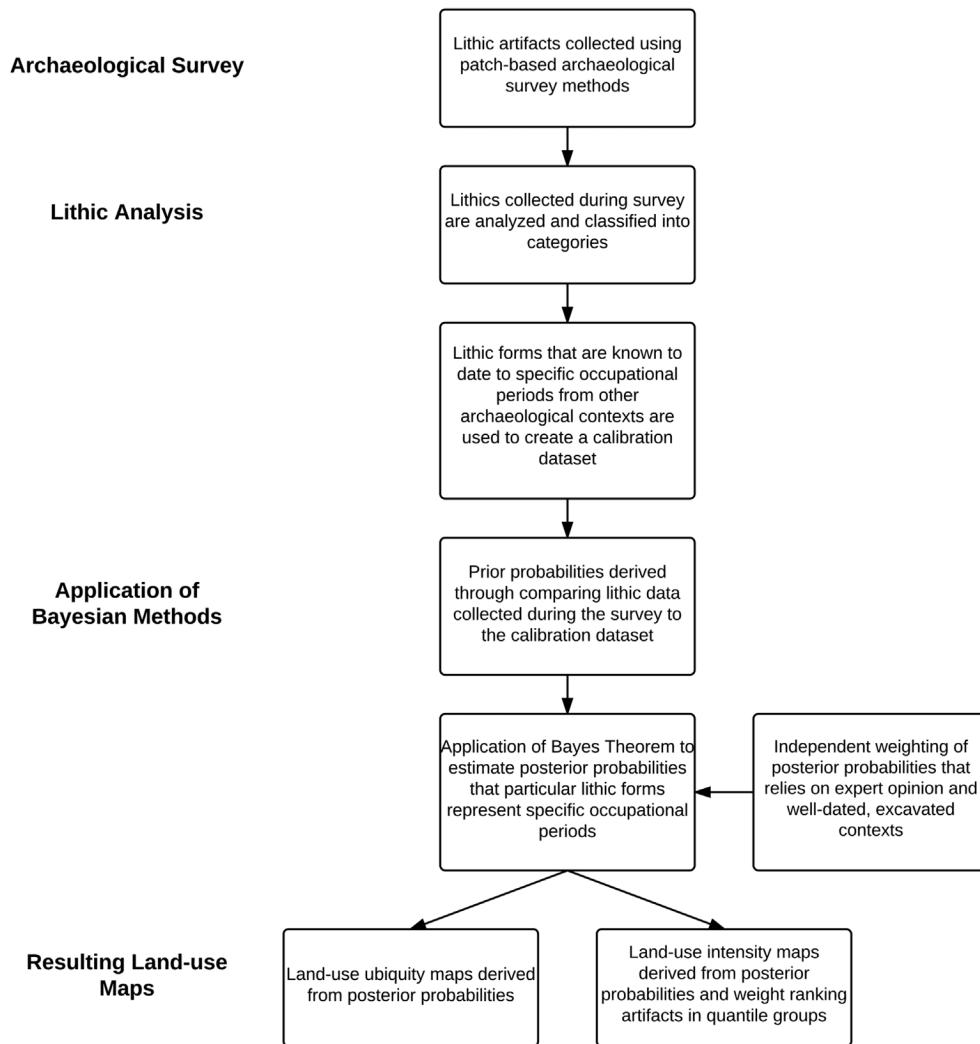 Archaeological Survey
Lithic artifacts collected using
patch-based archaeological
survey methods
Lithic Analysis
Lithics collected during survey
are analyzed and classified into
categories
Lithic forms that are known to
date to specific occupational
periods from other
archaeological contexts are
used to create a calibration
dataset
Application of
Bayesian Methods
Prior probabilities derived
through comparing lithic data
collected during the survey to
the calibration dataset
Application of Bayes Theorem to
estimate posterior probabilities
that particular lithic forms
represent specific occupational
periods
Independent weighting of
posterior probabilities that
relies on expert opinion and
well-dated, excavated
contexts
Resulting Land-use
Maps
Land-use ubiquity maps derived
from posterior probabilities
Land-use intensity maps
derived from posterior
probabilities and weight ranking
artifacts in quantile groups